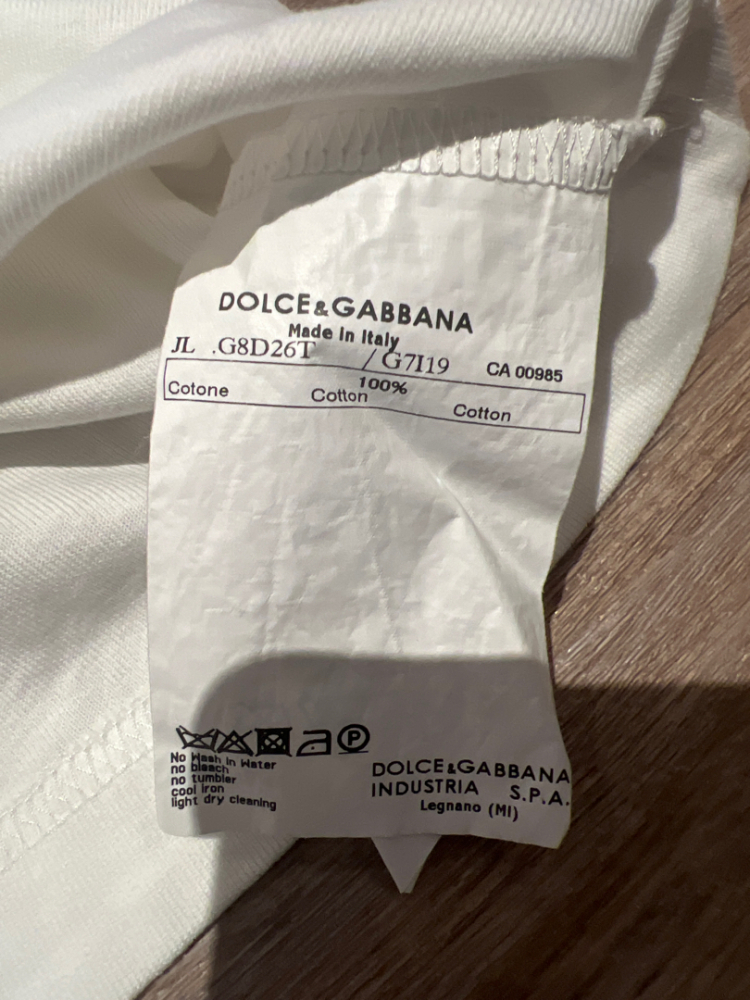 DOLCE&GABBANA
Made in Italy
JL .G8D26T / G7I19 CA 00985
100%
Cotone Cotton Cotton
P
No Wash in Water
no bleach
no tumbler
cool iron
light dry cleaning
DOLCE&GABBANA
INDUSTRIA S.P.A.
Legnano (MI)